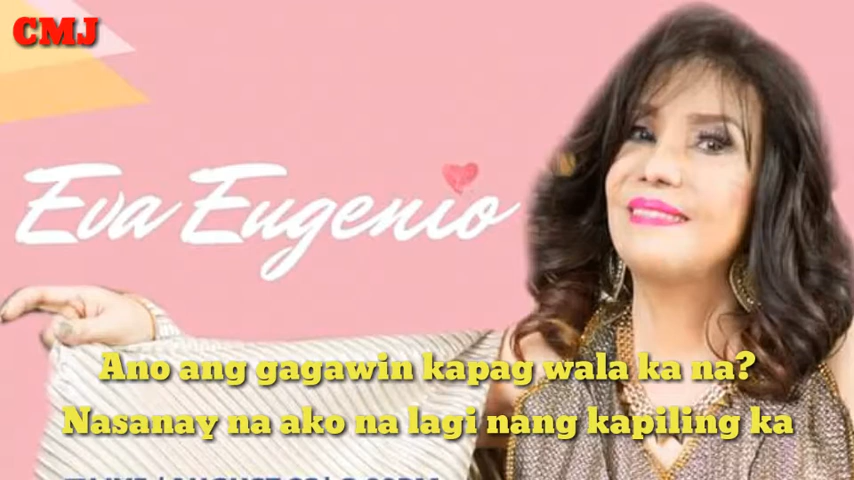 CMJ
Eva Eugenio
Ano ang gagawin kapag wala ka na?
Nasanay na ako na lagi nang kapiling ka